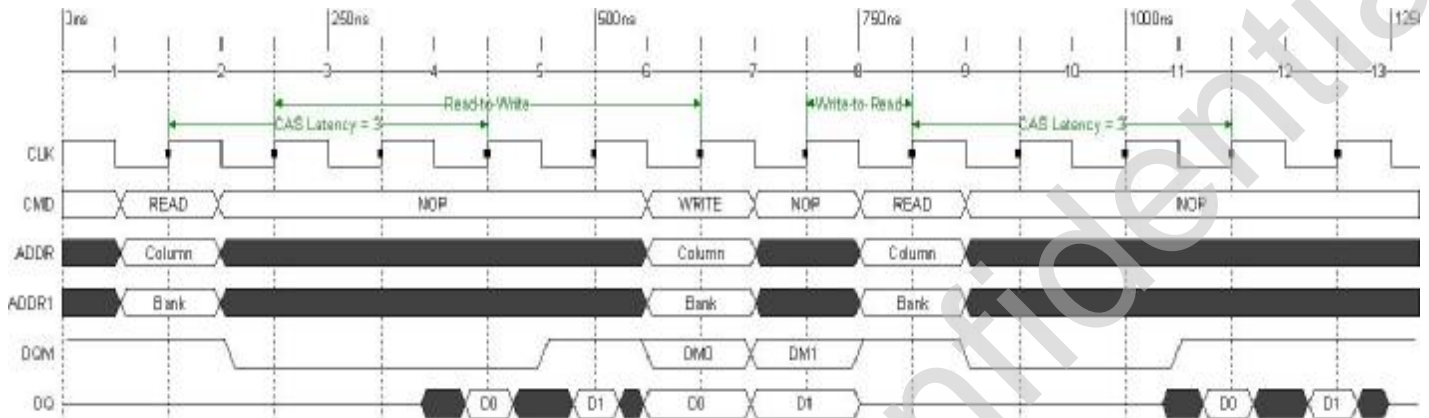 0ns 250ns 500ns 750ns 1000ns 125
1 2 3 4 5 6 7 8 9 10 11 12 13
Read-to-Write Write-to-Read
CAS Latency = 3 CAS Latency = 3
CLK
CMD READ NOP WRITE NOP READ NOP
ADDR Column Column Column
ADDR1 Bank Bank Bank
DQM DM0 DM1
DQ D0 D1 D0 D1 D0 D1
onfidentia